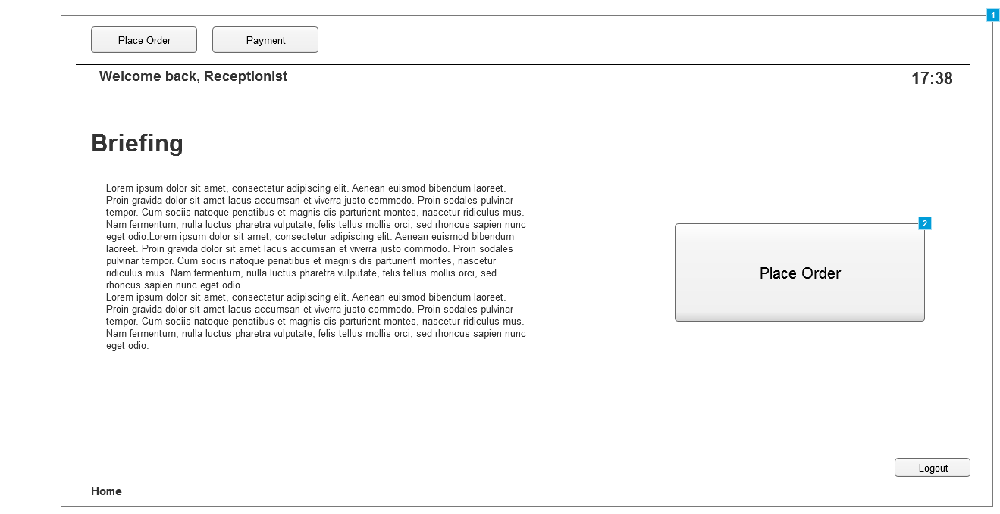 1
Place Order
Payment
Welcome back, Receptionist
17:38
Briefing
Lorem ipsum dolor sit amet, consectetur adipiscing elit. Aenean euismod bibendum laoreet.
Proin gravida dolor sit amet lacus accumsan et viverra justo commodo. Proin sodales pulvinar
tempor. Cum sociis natoque penatibus et magnis dis parturient montes, nascetur ridiculus mus.
Nam fermentum, nulla luctus pharetra vulputate, felis tellus mollis orci, sed rhoncus sapien nunc
eget odio.Lorem ipsum dolor sit amet, consectetur adipiscing elit. Aenean euismod bibendum
laoreet. Proin gravida dolor sit amet lacus accumsan et viverra justo commodo. Proin sodales
pulvinar tempor. Cum sociis natoque penatibus et magnis dis parturient montes, nascetur
ridiculus mus. Nam fermentum, nulla luctus pharetra vulputate, felis tellus mollis orci, sed
rhoncus sapien nunc eget odio.
Lorem ipsum dolor sit amet, consectetur adipiscing elit. Aenean euismod bibendum laoreet.
Proin gravida dolor sit amet lacus accumsan et viverra justo commodo. Proin sodales pulvinar
tempor. Cum sociis natoque penatibus et magnis dis parturient montes, nascetur ridiculus mus.
Nam fermentum, nulla luctus pharetra vulputate, felis tellus mollis orci, sed rhoncus sapien nunc
eget odio.
2
Place Order
Logout
Home